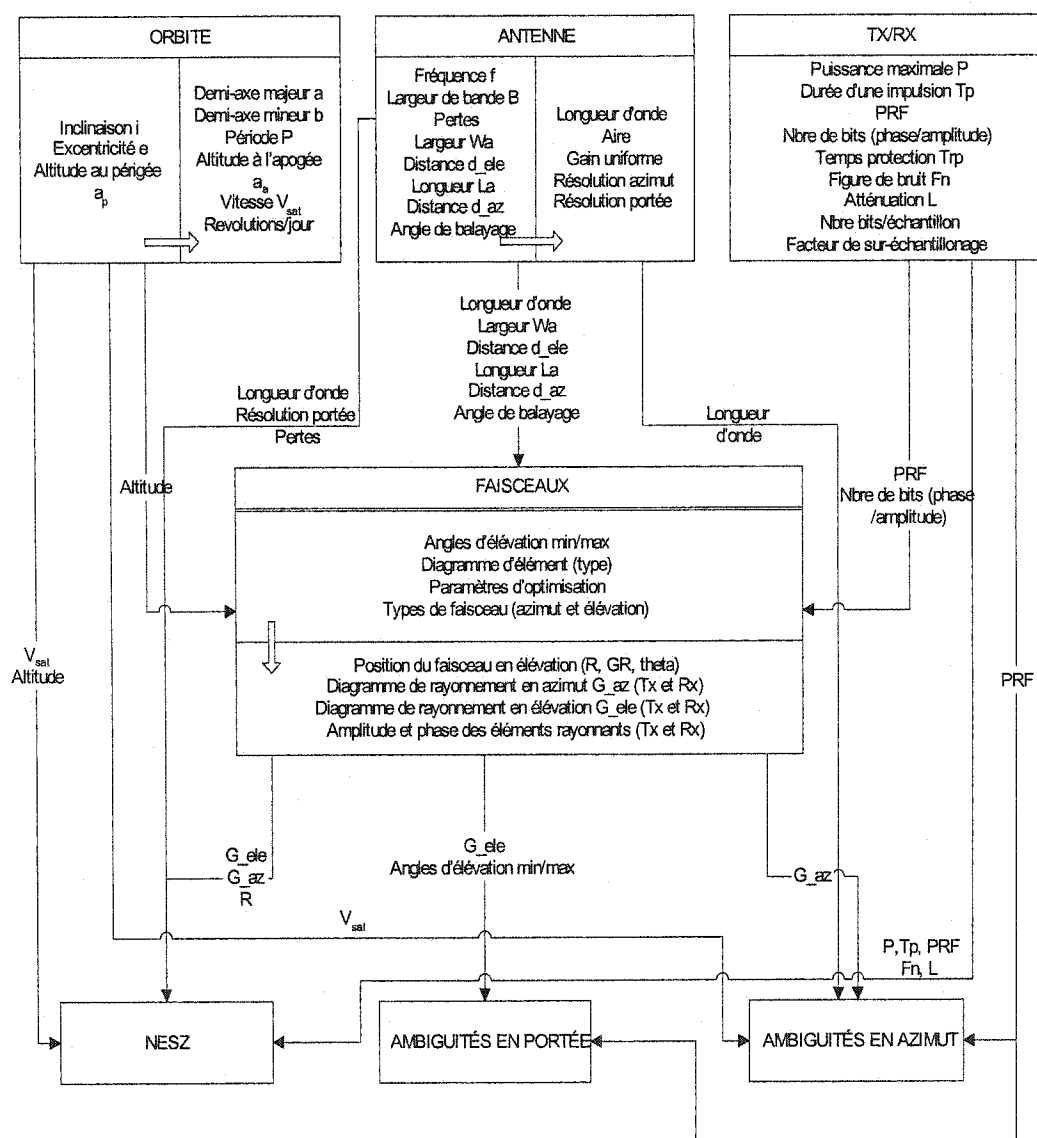 ORBITE
Inclinaison i
Excentricité e
Altitude au périgée
a_p
Demi-axe majeur a
Demi-axe mineur b
Période P
Altitude à l'apogée
a_a
Vitesse V_sat
Revolutions/jour
ANTENNE
Fréquence f
Largeur de bande B
Pertes
Largeur Wa
Distance d_ele
Longueur La
Distance d_az
Angle de balayage
Longueur d'onde
Aire
Gain uniforme
Résolution azimut
Résolution portée
TX/RX
Puissance maximale P
Durée d'une impulsion Tp
PRF
Nbre de bits (phase/amplitude)
Temps protection Trp
Figure de bruit Fn
Atténuation L
Nbre bits/échantillon
Facteur de sur-échantillonage
Longueur d'onde
Largeur Wa
Distance d_ele
Longueur La
Distance d_az
Angle de balayage
Longueur d'onde
Résolution portée
Pertes
Longueur
d'onde
Altitude
PRF
Nbre de bits (phase
/amplitude)
FAISCEAUX
Angles d'élévation min/max
Diagramme d'élément (type)
Paramètres d'optimisation
Types de faisceau (azimut et élévation)
Position du faisceau en élévation (R, GR, theta)
Diagramme de rayonnement en azimut G_az (Tx et Rx)
Diagramme de rayonnement en élévation G_ele (Tx et Rx)
Amplitude et phase des éléments rayonnants (Tx et Rx)
V_sat
Altitude
PRF
G_ele
G_az
R
G_ele
Angles d'élévation min/max
G_az
V_sat
P,Tp, PRF
Fn, L
NESZ
AMBIGUITÉS EN PORTÉE
AMBIGUITÉS EN AZIMUT